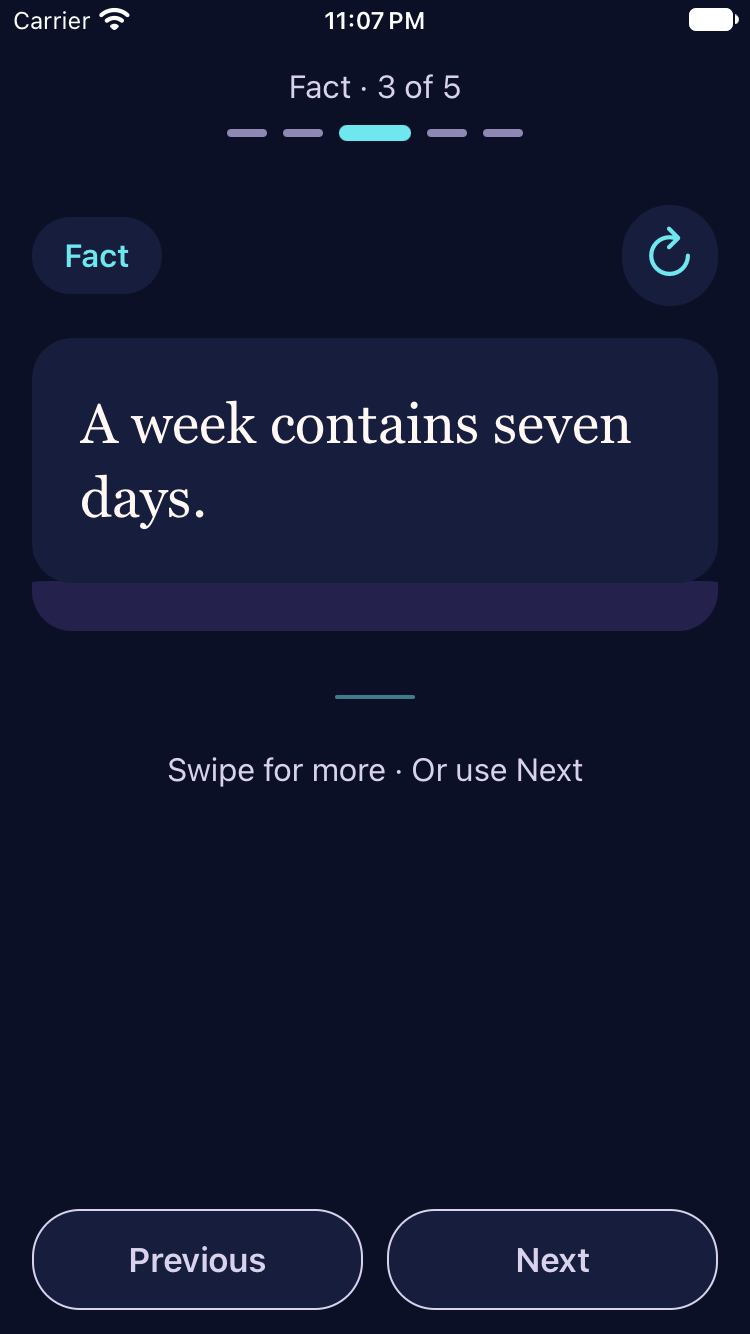 Carrier 11:07 PM
Fact · 3 of 5
Fact
A week contains seven
days.
Swipe for more · Or use Next
Previous Next